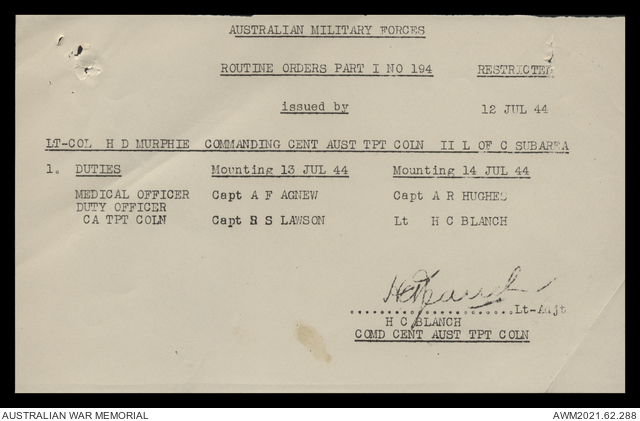 AUSTRALIAN MILITARY FORCES
ROUTINE ORDERS PART I NO 194 RESTRICTED
issued by 12 JUL 44
LT-COL H D MURPHIE COMMANDING CENT AUST TPT COLN II L OF C SUBAREA
1. DUTIES Mounting 13 JUL 44 Mounting 14 JUL 44
MEDICAL OFFICER Capt A F AGNEW Capt A R HUGHES
DUTY OFFICER
CA TPT COLN Capt R S LAWSON Lt H C BLANCH
..............................Lt-Adjt
H C BLANCH
COMD CENT AUST TPT COLN
AUSTRALIAN WAR MEMORIAL AWM2021.62.288